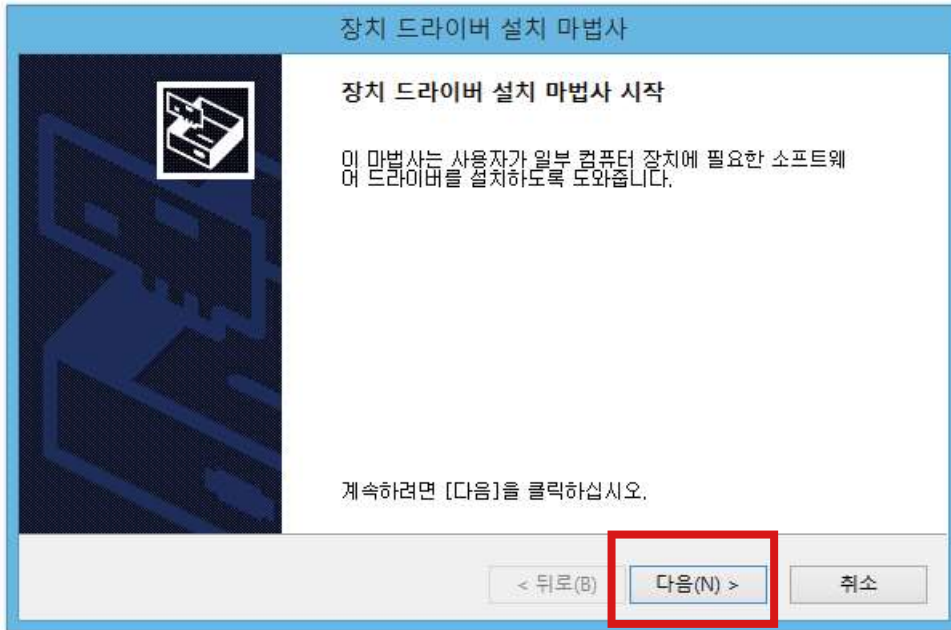 장치 드라이버 설치 마법사
장치 드라이버 설치 마법사 시작
이 마법사는 사용자가 일부 컴퓨터 장치에 필요한 소프트웨
어 드라이버를 설치하도록 도와줍니다.
계속하려면 [다음]을 클릭하십시오.
< 뒤로(B) 다음(N) > 취소